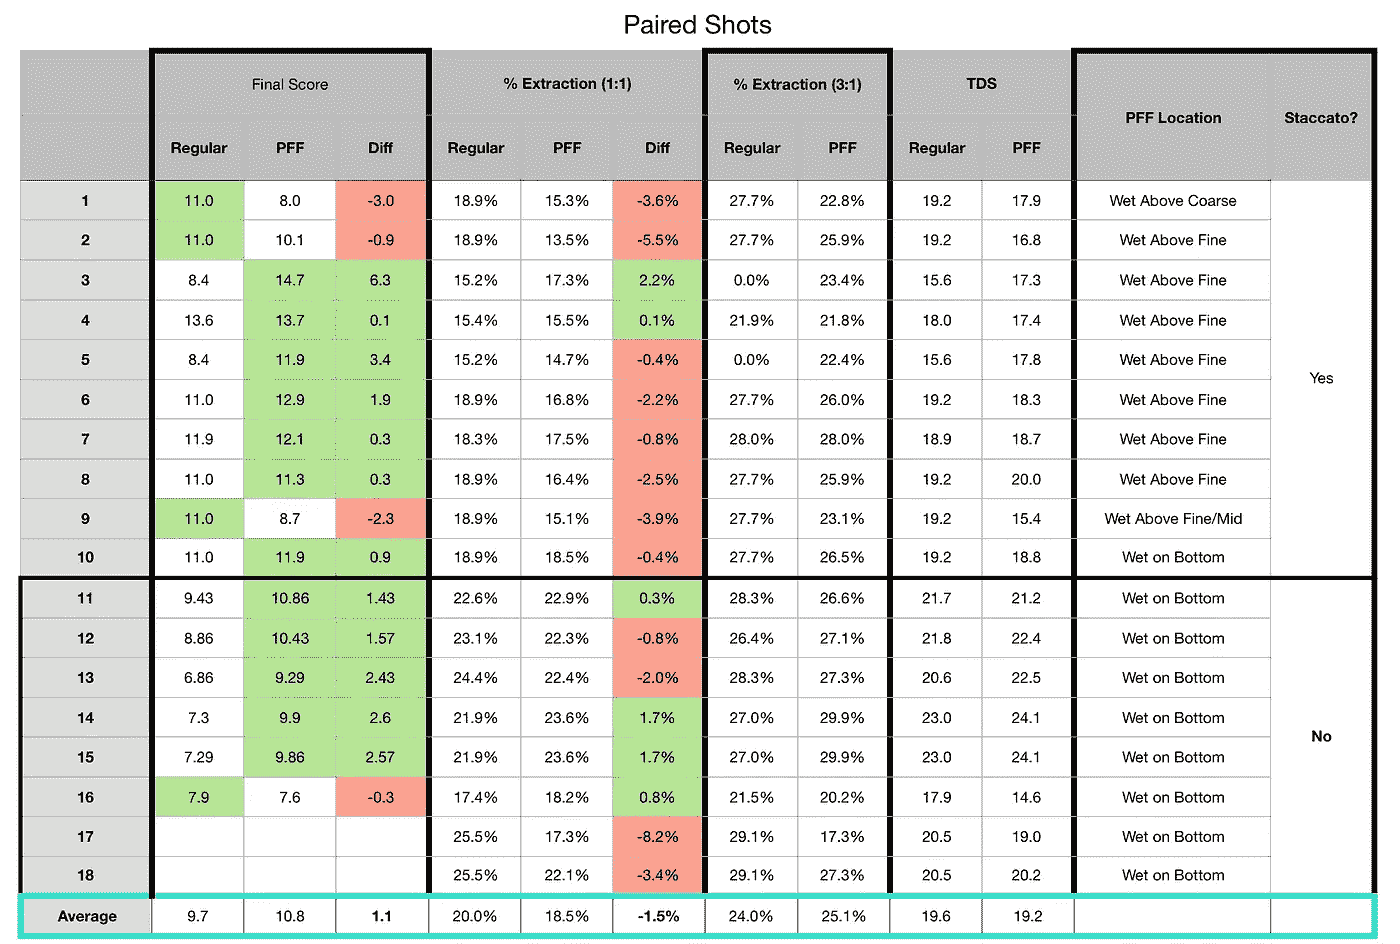 Paired Shots
Final Score % Extraction (1:1) % Extraction (3:1) TDS PFF Location Staccato?
Regular PFF Diff Regular PFF Diff Regular PFF Regular PFF
1 11.0 8.0 -3.0 18.9% 15.3% -3.6% 27.7% 22.8% 19.2 17.9 Wet Above Coarse
2 11.0 10.1 -0.9 18.9% 13.5% -5.5% 27.7% 25.9% 19.2 16.8 Wet Above Fine
3 8.4 14.7 6.3 15.2% 17.3% 2.2% 0.0% 23.4% 15.6 17.3 Wet Above Fine
4 13.6 13.7 0.1 15.4% 15.5% 0.1% 21.9% 21.8% 18.0 17.4 Wet Above Fine
5 8.4 11.9 3.4 15.2% 14.7% -0.4% 0.0% 22.4% 15.6 17.8 Wet Above Fine
Yes
6 11.0 12.9 1.9 18.9% 16.8% -2.2% 27.7% 26.0% 19.2 18.3 Wet Above Fine
7 11.9 12.1 0.3 18.3% 17.5% -0.8% 28.0% 28.0% 18.9 18.7 Wet Above Fine
8 11.0 11.3 0.3 18.9% 16.4% -2.5% 27.7% 25.9% 19.2 20.0 Wet Above Fine
9 11.0 8.7 -2.3 18.9% 15.1% -3.9% 27.7% 23.1% 19.2 15.4 Wet Above Fine/Mid
10 11.0 11.9 0.9 18.9% 18.5% -0.4% 27.7% 26.5% 19.2 18.8 Wet on Bottom
11 9.43 10.86 1.43 22.6% 22.9% 0.3% 28.3% 26.6% 21.7 21.2 Wet on Bottom
12 8.86 10.43 1.57 23.1% 22.3% -0.8% 26.4% 27.1% 21.8 22.4 Wet on Bottom
13 6.86 9.29 2.43 24.4% 22.4% -2.0% 28.3% 27.3% 20.6 22.5 Wet on Bottom
14 7.3 9.9 2.6 21.9% 23.6% 1.7% 27.0% 29.9% 23.0 24.1 Wet on Bottom
No
15 7.29 9.86 2.57 21.9% 23.6% 1.7% 27.0% 29.9% 23.0 24.1 Wet on Bottom
16 7.9 7.6 -0.3 17.4% 18.2% 0.8% 21.5% 20.2% 17.9 14.6 Wet on Bottom
17 25.5% 17.3% -8.2% 29.1% 17.3% 20.5 19.0 Wet on Bottom
18 25.5% 22.1% -3.4% 29.1% 27.3% 20.5 20.2 Wet on Bottom
Average 9.7 10.8 1.1 20.0% 18.5% -1.5% 24.0% 25.1% 19.6 19.2